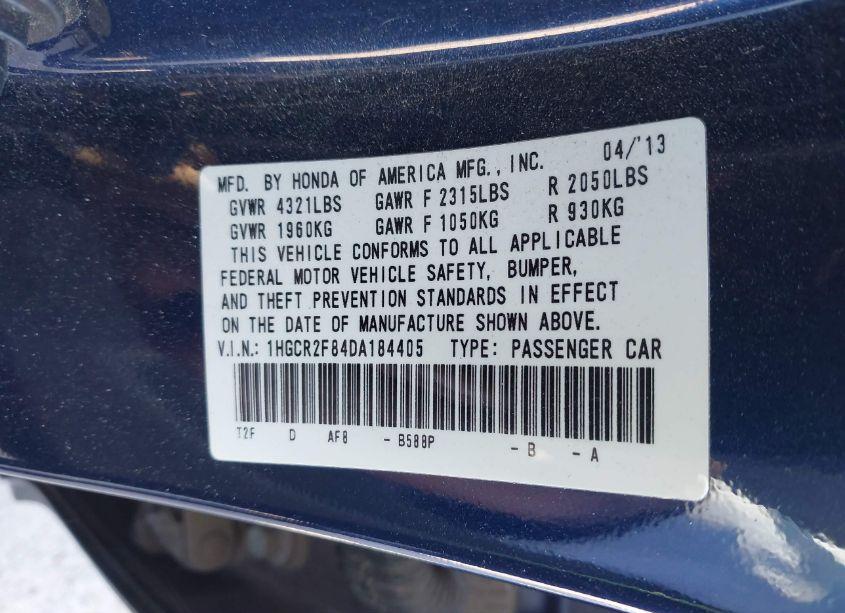 MFD. BY HONDA OF AMERICA MFG., INC. 04/'13
GVWR 4321LBS GAWR F 2315LBS R 2050LBS
GVWR 1960KG GAWR F 1050KG R 930KG
THIS VEHICLE CONFORMS TO ALL APPLICABLE
FEDERAL MOTOR VEHICLE SAFETY, BUMPER,
AND THEFT PREVENTION STANDARDS IN EFFECT
ON THE DATE OF MANUFACTURE SHOWN ABOVE.
V.I.N.: 1HGCR2F84DA184405 TYPE: PASSENGER CAR
T2F D AF8 - B588P - B - A